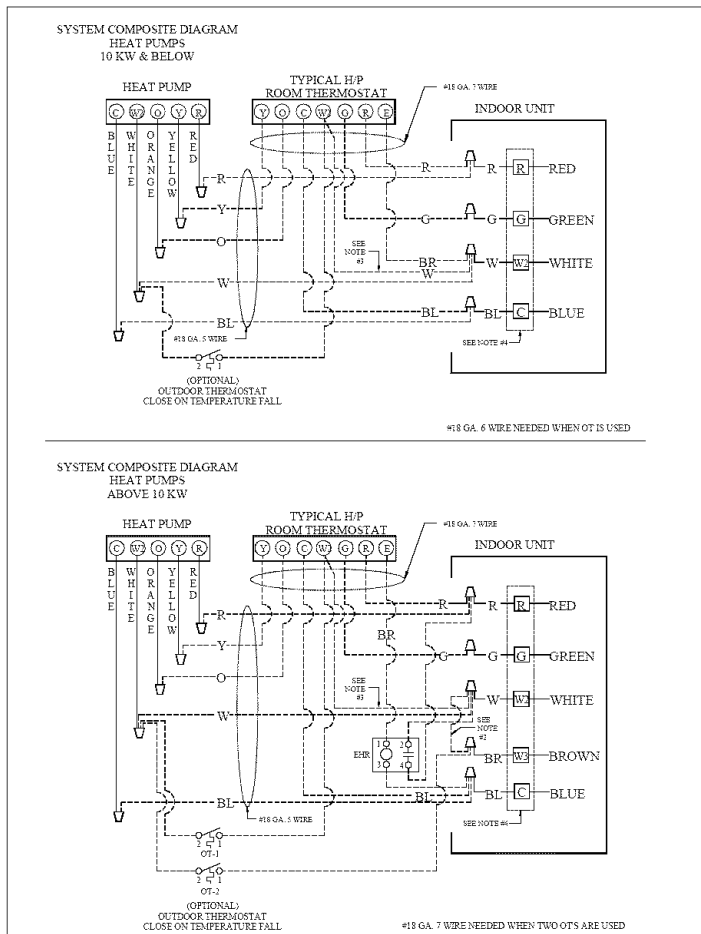 SYSTEM COMPOSITE DIAGRAM
HEAT PUMPS
10 KW & BELOW
HEAT PUMP
TYPICAL H/P
ROOM THERMOSTAT
#18 GA. 7 WIRE
INDOOR UNIT
C W2 O Y R
Y O C W2 G R E
BLUE
WHITE
ORANGE
YELLOW
RED
R R R R RED
Y
G G G GREEN
O
SEE
NOTE
#3
BR
W W W W2 WHITE
BL BL BL C BLUE
#18 GA. 5 WIRE
SEE NOTE #4
2 1
(OPTIONAL)
OUTDOOR THERMOSTAT
CLOSE ON TEMPERATURE FALL
#18 GA. 6 WIRE NEEDED WHEN OT IS USED
SYSTEM COMPOSITE DIAGRAM
HEAT PUMPS
ABOVE 10 KW
HEAT PUMP
TYPICAL H/P
ROOM THERMOSTAT
#18 GA. 7 WIRE
INDOOR UNIT
C W2 O Y R
Y O C W2 G R E
BLUE
WHITE
ORANGE
YELLOW
RED
R R R R RED
Y
BR
G G G GREEN
O
SEE
NOTE
#3
W W W2 WHITE
SEE
NOTE
#2
EHR
1 2
3 4
BR W3 BROWN
BL BL BL C BLUE
#18 GA. 5 WIRE
SEE NOTE
2 1
OT-1
2 1
OT-2
(OPTIONAL)
OUTDOOR THERMOSTAT
CLOSE ON TEMPERATURE FALL
#18 GA. 7 WIRE NEEDED WHEN TWO OT'S ARE USED